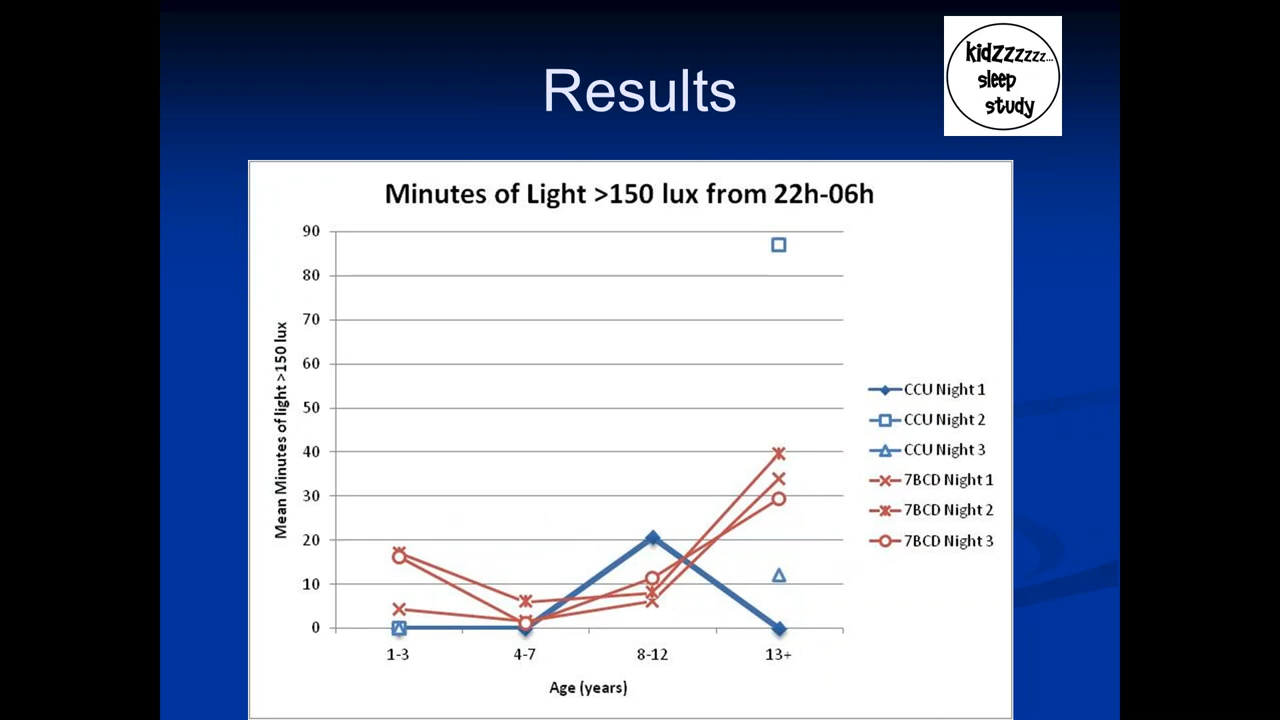 Results
kidzzzzzzz...
sleep
study
Minutes of Light >150 lux from 22h-06h
Mean Minutes of light >150 lux
90
80
70
60
50
40
30
20
10
0
1-3
4-7
8-12
13+
Age (years)
CCU Night 1
CCU Night 2
CCU Night 3
7BCD Night 1
7BCD Night 2
7BCD Night 3